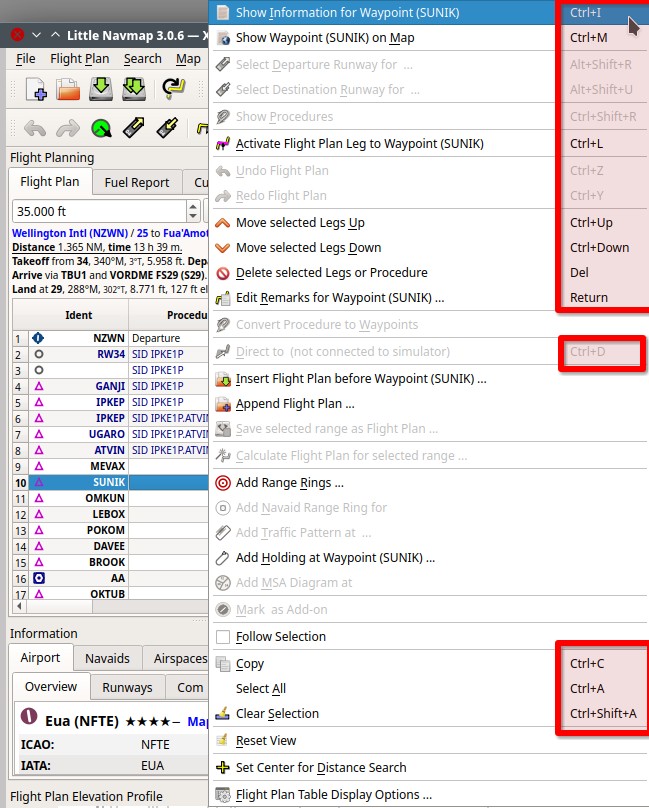 Little Navmap 3.0.6 — X
File Flight Plan Search Map
Flight Planning
Flight Plan Fuel Report Cu
35.000 ft
Wellington Intl (NZWN) / 25 to Fua'Amot
Distance 1.365 NM, time 13 h 39 m.
Takeoff from 34, 340°M, 3°T, 5.958 ft. Depa
Arrive via TBU1 and VORDME FS29 (S29).
Land at 29, 288°M, 302°T, 8.771 ft, 127 ft el
Ident Procedu
1 NZWN Departure
2 RW34 SID IPKE1P
3 SID IPKE1P
4 GANJI SID IPKE1P
5 IPKEP SID IPKE1P
6 IPKEP SID IPKE1P.ATVIN
7 UGARO SID IPKE1P.ATVIN
8 ATVIN SID IPKE1P.ATVIN
9 MEVAX
10 SUNIK
11 OMKUN
12 LEBOX
13 POKOM
14 DAVEE
15 BROOK
16 AA
17 OKTUB
Information
Airport Navaids Airspaces
Overview Runways Com
Eua (NFTE) ★★★★− Map
ICAO: NFTE
IATA: EUA
Flight Plan Elevation Profile
Show Information for Waypoint (SUNIK) Ctrl+I
Show Waypoint (SUNIK) on Map Ctrl+M
Select Departure Runway for ... Alt+Shift+R
Select Destination Runway for ... Alt+Shift+U
Show Procedures Ctrl+Shift+R
Activate Flight Plan Leg to Waypoint (SUNIK) Ctrl+L
Undo Flight Plan Ctrl+Z
Redo Flight Plan Ctrl+Y
Move selected Legs Up Ctrl+Up
Move selected Legs Down Ctrl+Down
Delete selected Legs or Procedure Del
Edit Remarks for Waypoint (SUNIK) ... Return
Convert Procedure to Waypoints
Direct to (not connected to simulator) Ctrl+D
Insert Flight Plan before Waypoint (SUNIK) ...
Append Flight Plan ...
Save selected range as Flight Plan ...
Calculate Flight Plan for selected range ...
Add Range Rings ...
Add Navaid Range Ring for
Add Traffic Pattern at ...
Add Holding at Waypoint (SUNIK) ...
Add MSA Diagram at
Mark as Add-on
Follow Selection
Copy Ctrl+C
Select All Ctrl+A
Clear Selection Ctrl+Shift+A
Reset View
Set Center for Distance Search
Flight Plan Table Display Options ...